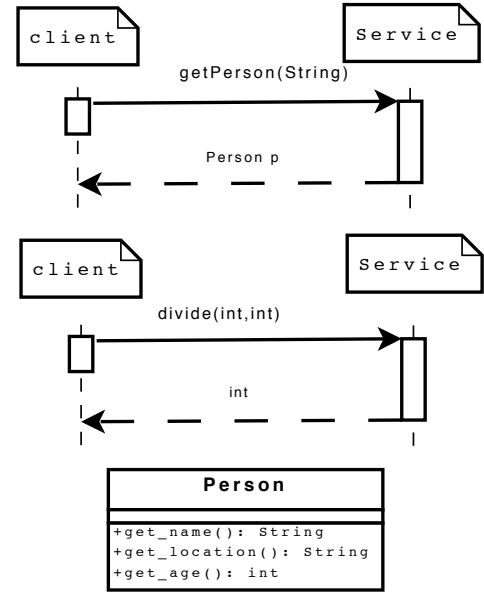 client
Service
getPerson(String)
Person p
client
Service
divide(int,int)
int
Person
+get_name(): String
+get_location(): String
+get_age(): int